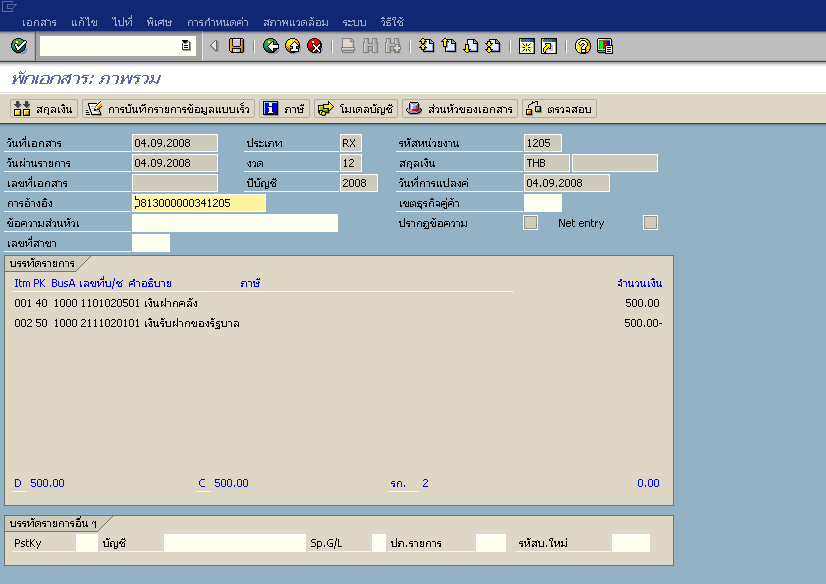 เอกสาร แก้ไข ไปที่ พิเศษ การกำหนดค่า สภาพแวดล้อม ระบบ วิธีใช้
พักเอกสาร: ภาพรวม
สกุลเงิน การบันทึกรายการข้อมูลแบบเร็ว ภาษี โมเดลบัญชี ส่วนหัวของเอกสาร ตรวจสอบ
วันที่เอกสาร 04.09.2008 ประเภท RX รหัสหน่วยงาน 1205
วันผ่านรายการ 04.09.2008 งวด 12 สกุลเงิน THB
เลขที่เอกสาร ปีบัญชี 2008 วันที่การแปลงค่ 04.09.2008
การอ้างอิง J813000000341205 เขตธุรกิจคู่ค้า
ข้อความส่วนหัวเ ปรากฏข้อความ Net entry
เลขที่สาขา
บรรทัดรายการ
Itm PK BusA เลขที่บ/ช คำอธิบาย ภาษี จำนวนเงิน
001 40 1000 1101020501 เงินฝากคลัง 500.00
002 50 1000 2111020101 เงินรับฝากของรัฐบาล 500.00-
D 500.00 C 500.00 รก. 2 0.00
บรรทัดรายการอื่น ๆ
PstKy บัญชี Sp.G/L ปภ.รายการ รหัสบ.ใหม่